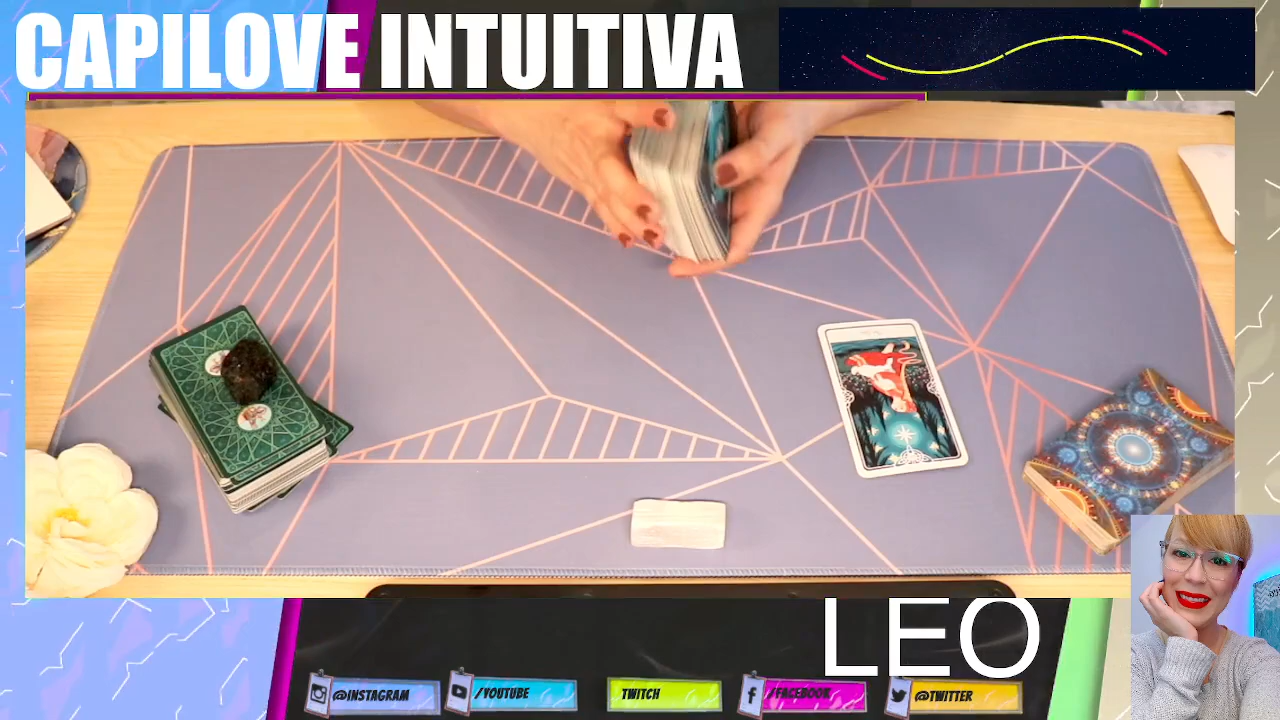 CAPILOVE INTUITIVA
LEO
@INSTAGRAM
/YOUTUBE
TWITCH
/FACEBOOK
@TWITTER